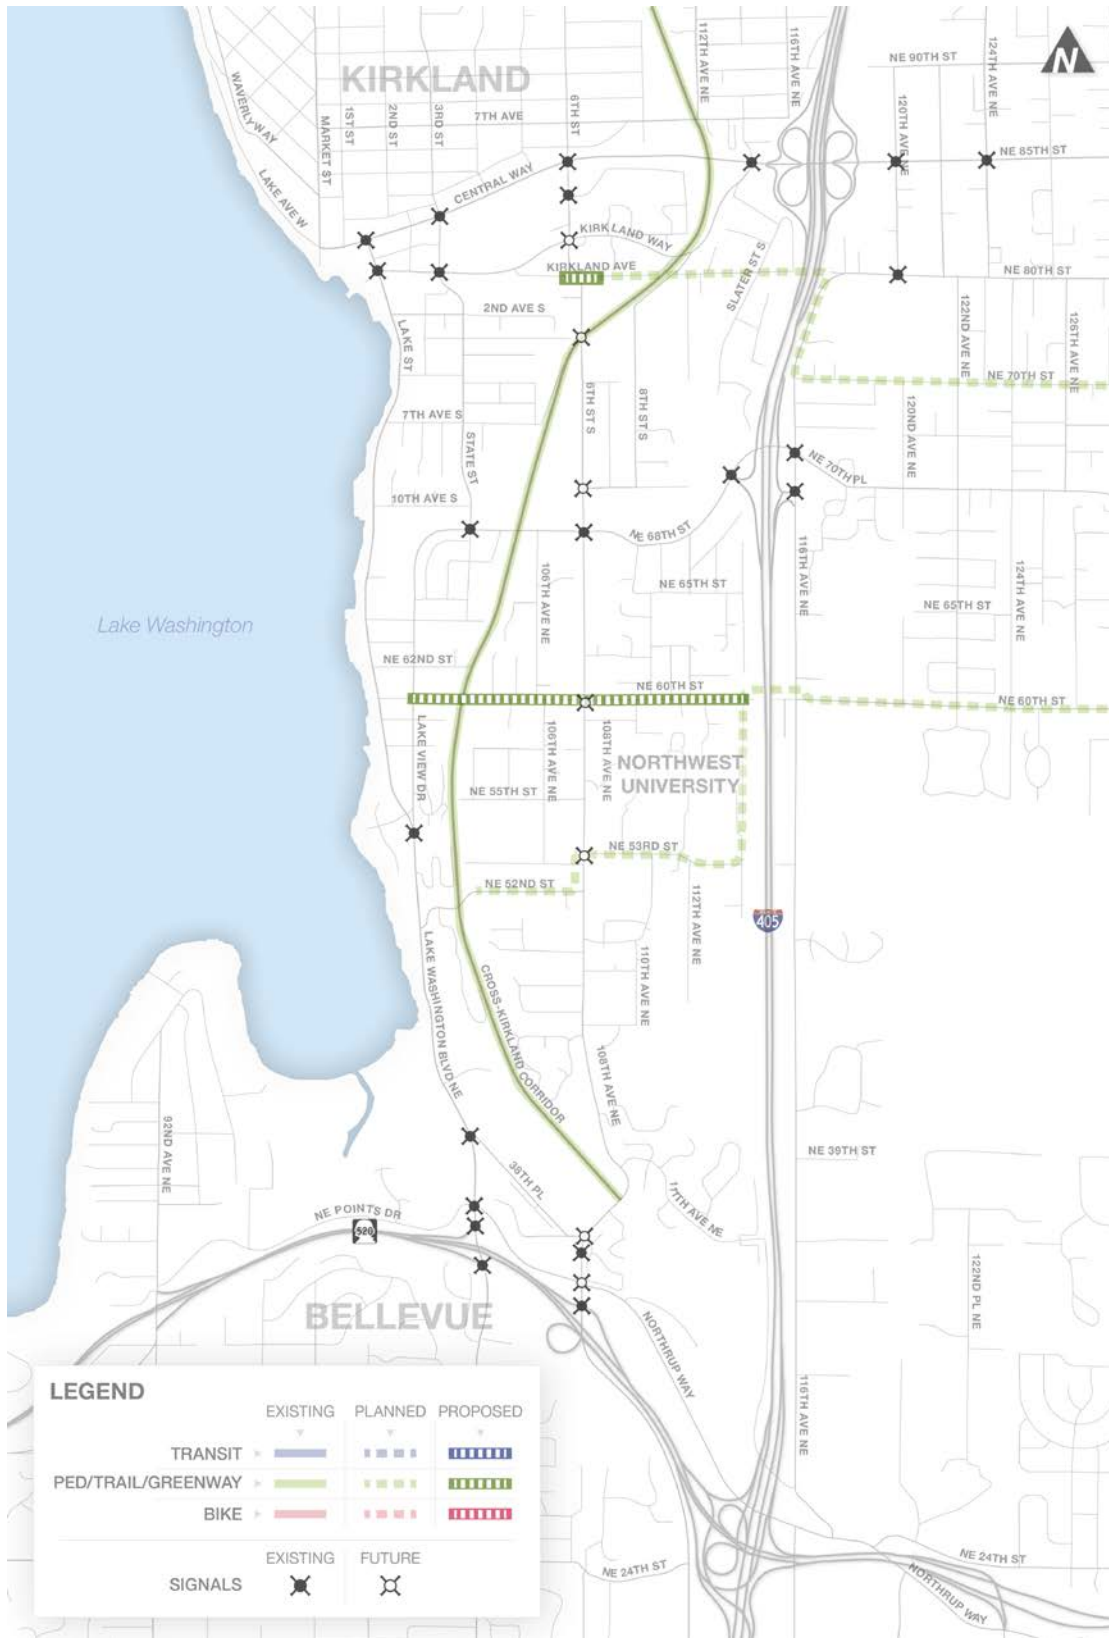 KIRKLAND
N
112TH AVE NE
116TH AVE NE
NE 90TH ST
124TH AVE NE
120TH AVE NE
WAVERLY WAY
MARKET ST
1ST ST
2ND ST
3RD ST
7TH AVE
6TH ST
NE 85TH ST
CENTRAL WAY
LAKE AVE W
KIRKLAND WAY
KIRKLAND AVE
SLATER ST S
NE 80TH ST
2ND AVE S
122ND AVE NE
126TH AVE NE
LAKE ST
NE 70TH ST
6TH ST S
8TH ST S
7TH AVE S
120TH AVE NE
STATE ST
NE 70TH PL
10TH AVE S
NE 68TH ST
116TH AVE NE
106TH AVE NE
NE 65TH ST
124TH AVE NE
NE 65TH ST
Lake Washington
NE 62ND ST
NE 60TH ST
NE 60TH ST
LAKE VIEW DR
106TH AVE NE
108TH AVE NE
NORTHWEST
UNIVERSITY
NE 55TH ST
NE 53RD ST
NE 52ND ST
112TH AVE NE
405
110TH AVE NE
LAKE WASHINGTON BLVD NE
CROSS-KIRKLAND CORRIDOR
108TH AVE NE
92ND AVE NE
NE 39TH ST
38TH PL
NE POINTS DR
520
BELLEVUE
122ND PL NE
NORTHRUP WAY
116TH AVE NE
LEGEND
EXISTING PLANNED PROPOSED
TRANSIT
PED/TRAIL/GREENWAY
BIKE
EXISTING FUTURE
SIGNALS
NE 24TH ST
NE 24TH ST
NORTHRUP WAY